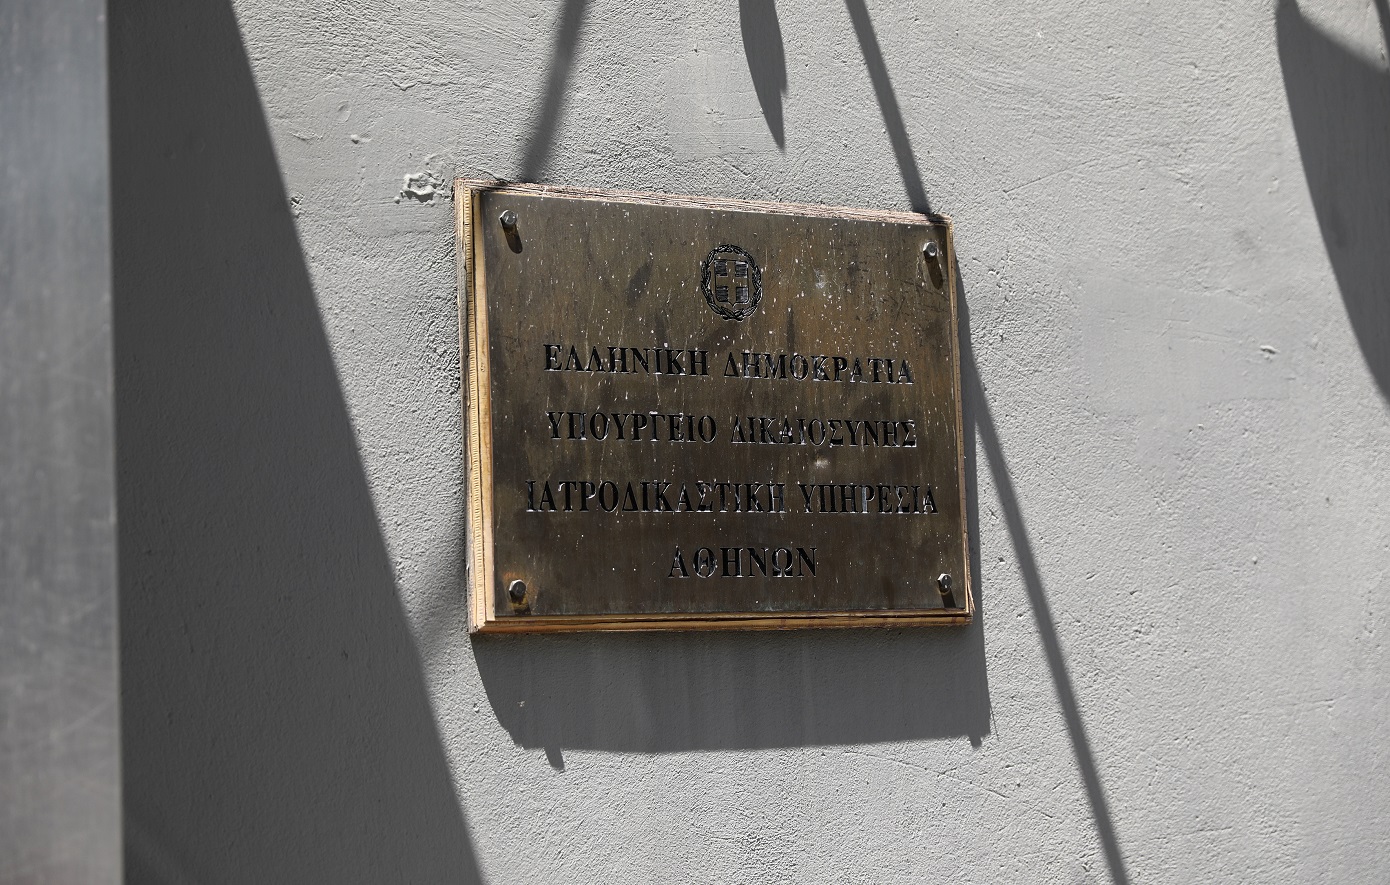 ΕΛΛΗΝΙΚΗ ΔΗΜΟΚΡΑΤΙΑ
ΥΠΟΥΡΓΕΙΟ ΔΙΚΑΙΟΣΥΝΗΣ
ΙΑΤΡΟΔΙΚΑΣΤΙΚΗ ΥΠΗΡΕΣΙΑ
ΑΘΗΝΩΝ